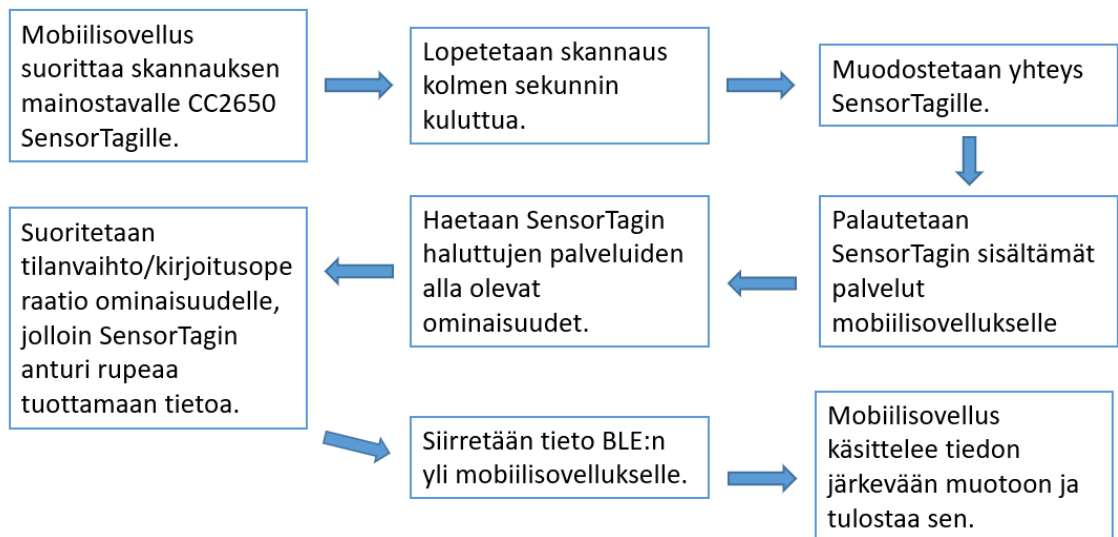 Mobiilisovellus
suorittaa skannauksen
mainostavalle CC2650
SensorTagille.
Lopetetaan skannaus
kolmen sekunnin
kuluttua.
Muodostetaan yhteys
SensorTagille.
Palautetaan
SensorTagin sisältämät
palvelut
mobiilisovellukselle
Haetaan SensorTagin
haluttujen palveluiden
alla olevat
ominaisuudet.
Suoritetaan
tilanvaihto/kirjoitusope
raatio ominaisuudelle,
jolloin SensorTagin
anturi rupeaa
tuottamaan tietoa.
Siirretään tieto BLE:n
yli mobiilisovellukselle.
Mobiilisovellus
käsittelee tiedon
järkevään muotoon ja
tulostaa sen.